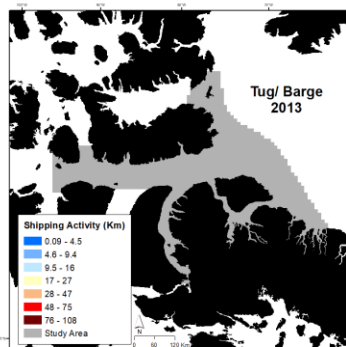 Tug/ Barge
2013
Shipping Activity (Km)
0.09 - 4.5
4.6 - 9.4
9.5 - 16
17 - 27
28 - 47
48 - 75
76 - 108
Study Area
N
0 60 120 Km